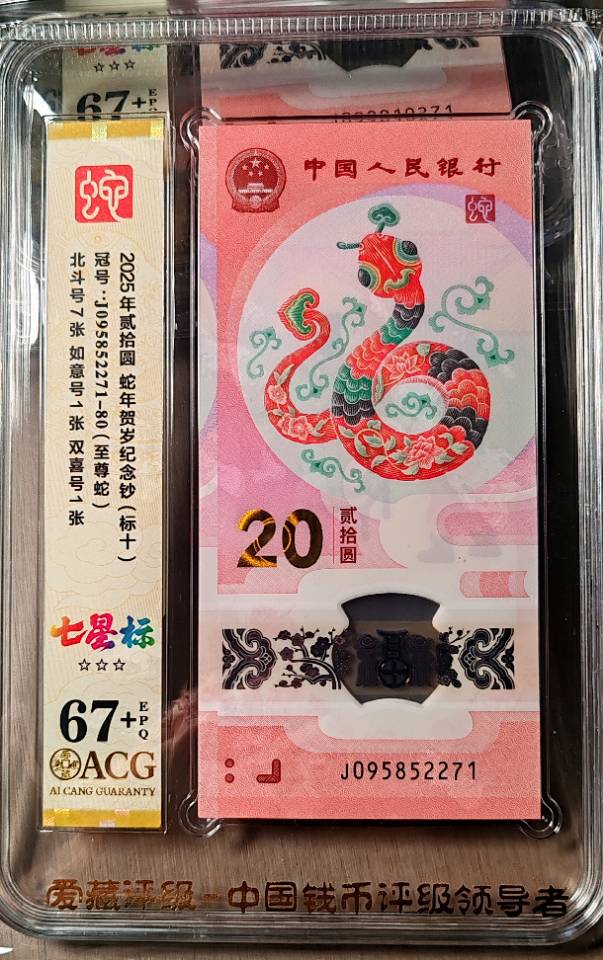 ☆☆☆
67+
EPQ
J099819271
蛇
2025年贰拾圆 蛇年贺岁纪念钞（标十）
冠号：J095852271-80（至尊蛇）
北斗号7张 如意号1张 双喜号1张
七星标
☆☆☆
67+
EPQ
ACG
AI CANG GUARANTY
中国人民银行
蛇
20
贰拾圆
J095852271
爱藏评级-中国钱币评级领导者